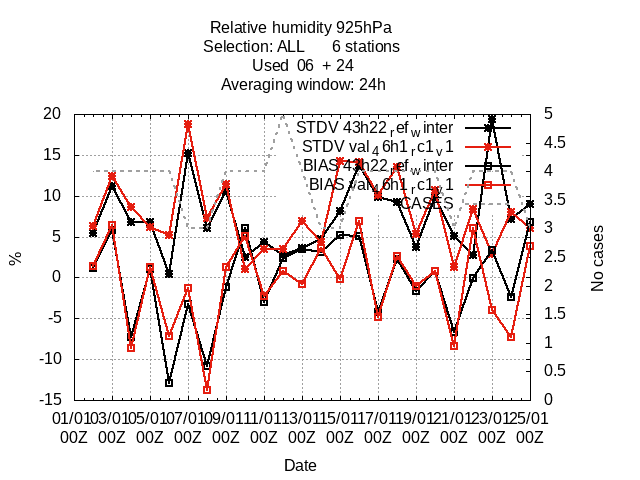 Relative humidity 925hPa
Selection: ALL 6 stations
Used 06 + 24
Averaging window: 24h
20
15
10
5
0
-5
-10
-15
%
5
4.5
4
3.5
3
2.5
2
1.5
1
0.5
0
No cases
STDV 43h22_ref_winter
STDV val_46h1_rc1_v1
BIAS 43h22_ref_winter
BIAS val_46h1_rc1_v1
CASES
01/01 03/01 05/01 07/01 09/01 11/01 13/01 15/01 17/01 19/01 21/01 23/01 25/01
00Z 00Z 00Z 00Z 00Z 00Z 00Z 00Z 00Z 00Z 00Z 00Z 00Z
Date